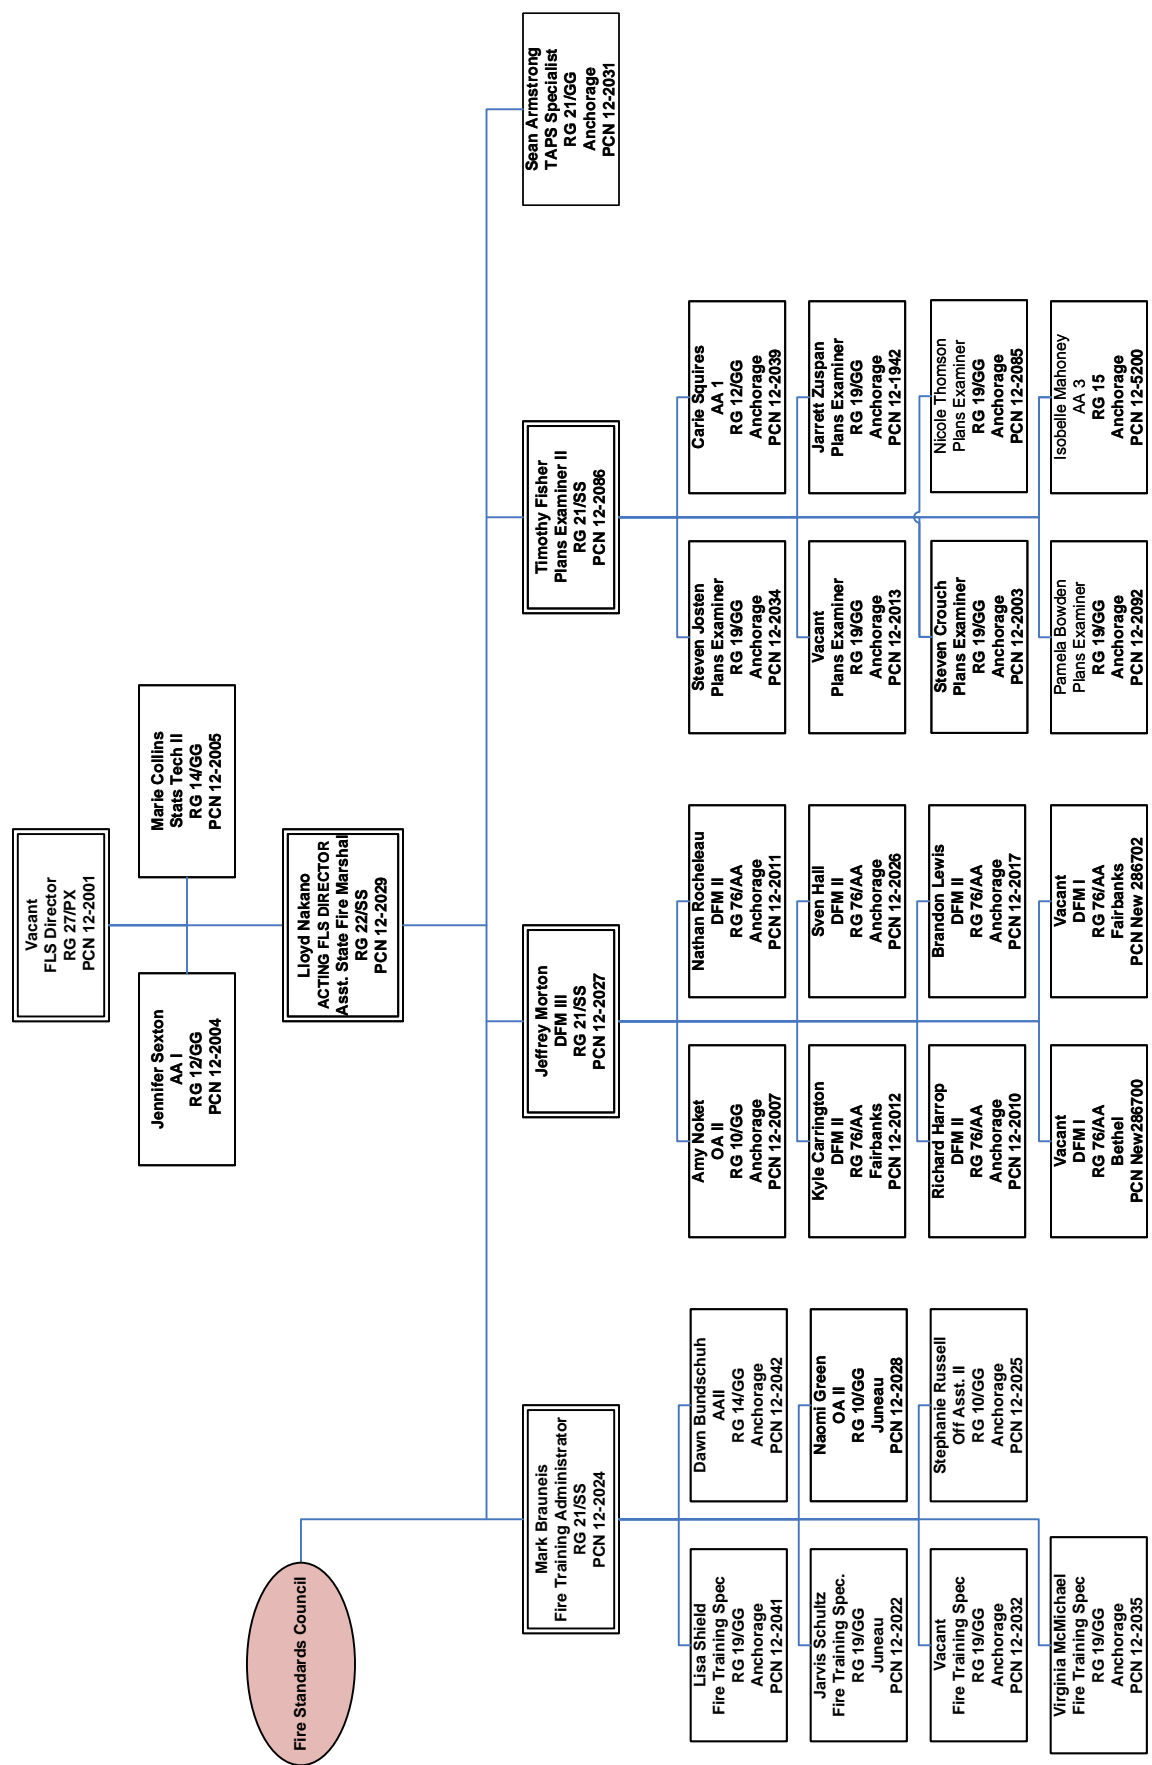 Vacant
FLS Director
RG 27/PX
PCN 12-2001
Jennifer Sexton
AA I
RG 12/GG
PCN 12-2004
Marie Collins
Stats Tech II
RG 14/GG
PCN 12-2005
Fire Standards Council
Lloyd Nakano
ACTING FLS DIRECTOR
Asst. State Fire Marshal
RG 22/SS
PCN 12-2029
Mark Brauneis
Fire Training Administrator
RG 21/SS
PCN 12-2024
Jeffrey Morton
DFM III
RG 21/SS
PCN 12-2027
Timothy Fisher
Plans Examiner II
RG 21/SS
PCN 12-2086
Sean Armstrong
TAPS Specialist
RG 21/GG
Anchorage
PCN 12-2031
Lisa Shield
Fire Training Spec
RG 19/GG
Anchorage
PCN 12-2041
Dawn Bundschuh
AAII
RG 14/GG
Anchorage
PCN 12-2042
Amy Noket
OA II
RG 10/GG
Anchorage
PCN 12-2007
Nathan Rocheleau
DFM II
RG 76/AA
Anchorage
PCN 12-2011
Steven Josten
Plans Examiner
RG 19/GG
Anchorage
PCN 12-2034
Carie Squires
AA 1
RG 12/GG
Anchorage
PCN 12-2039
Jarvis Schultz
Fire Training Spec.
RG 19/GG
Juneau
PCN 12-2022
Naomi Green
OA II
RG 10/GG
Juneau
PCN 12-2028
Kyle Carrington
DFM II
RG 76/AA
Fairbanks
PCN 12-2012
Sven Hall
DFM II
RG 76/AA
Anchorage
PCN 12-2026
Vacant
Plans Examiner
RG 19/GG
Anchorage
PCN 12-2013
Jarrett Zuspan
Plans Examiner
RG 19/GG
Anchorage
PCN 12-1942
Vacant
Fire Training Spec
RG 19/GG
Anchorage
PCN 12-2032
Stephanie Russell
Off Asst. II
RG 10/GG
Anchorage
PCN 12-2025
Richard Harrop
DFM II
RG 76/AA
Anchorage
PCN 12-2010
Brandon Lewis
DFM II
RG 76/AA
Anchorage
PCN 12-2017
Steven Crouch
Plans Examiner
RG 19/GG
Anchorage
PCN 12-2003
Nicole Thomson
Plans Examiner
RG 19/GG
Anchorage
PCN 12-2085
Virginia McMichael
Fire Training Spec
RG 19/GG
Anchorage
PCN 12-2035
Vacant
DFM I
RG 76/AA
Bethel
PCN New286700
Vacant
DFM I
RG 76/AA
Fairbanks
PCN New 286702
Pamela Bowden
Plans Examiner
RG 19/GG
Anchorage
PCN 12-2092
Isobelle Mahoney
AA 3
RG 15
Anchorage
PCN 12-5200